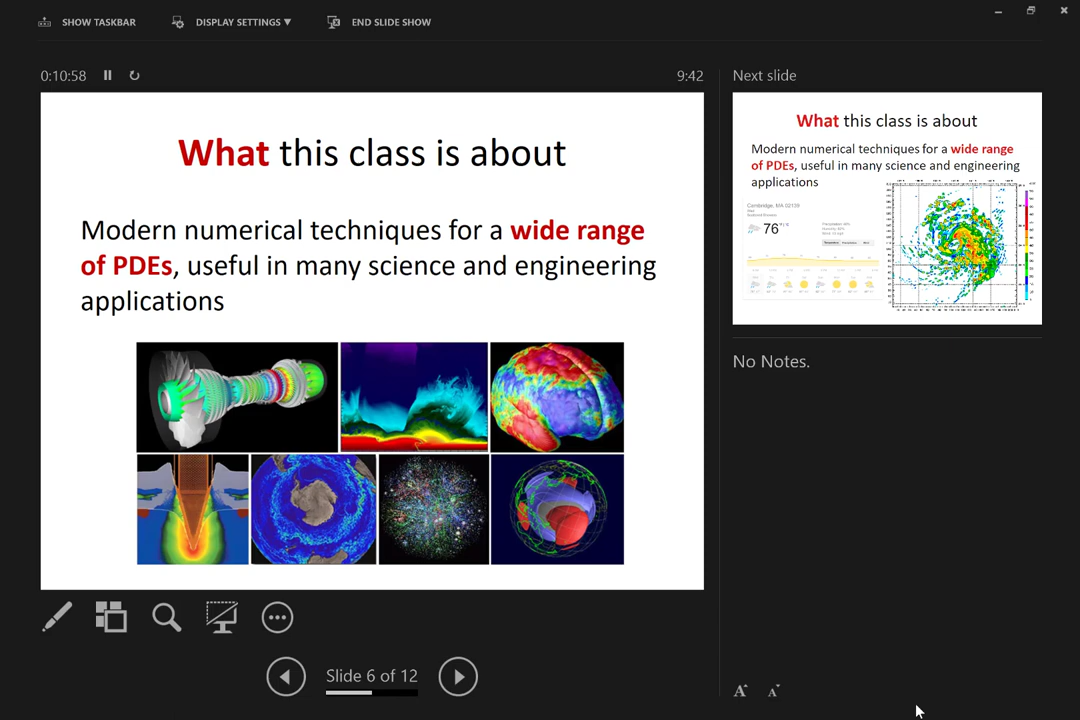 SHOW TASKBAR
DISPLAY SETTINGS ▼
END SLIDE SHOW
0:10:58
9:42
What this class is about
Modern numerical techniques for a wide range
of PDEs, useful in many science and engineering
applications
Slide 6 of 12
Next slide
What this class is about
Modern numerical techniques for a wide range
of PDEs, useful in many science and engineering
applications
Cambridge, MA 02139
76°
No Notes.
A
A